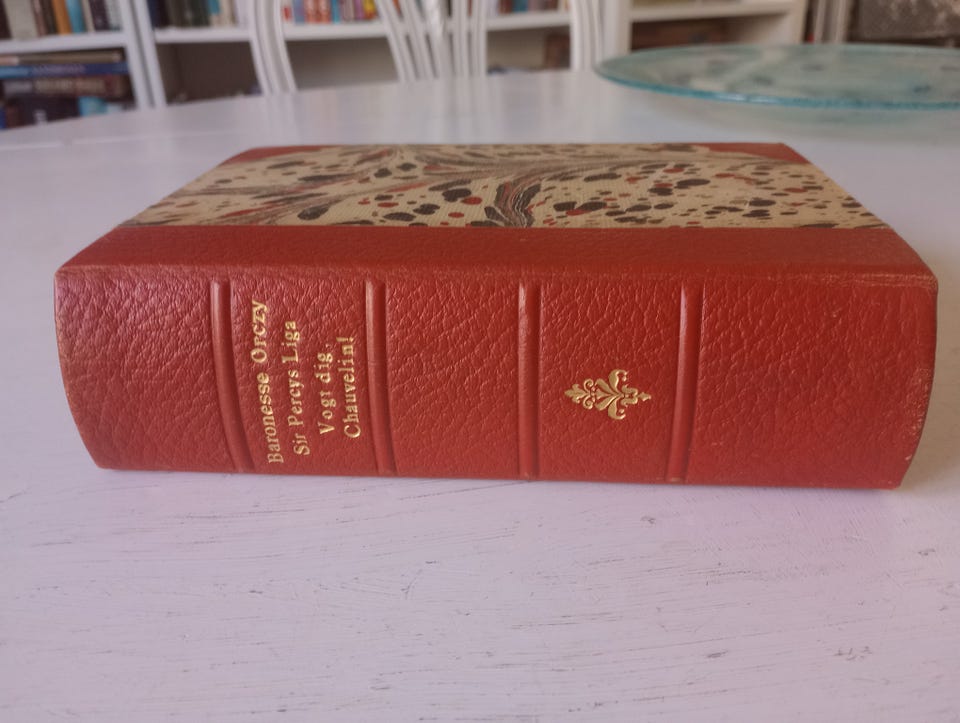 Baronesse Orczy
Sir Percys Liga
Vogt dig,
Chauvelin!